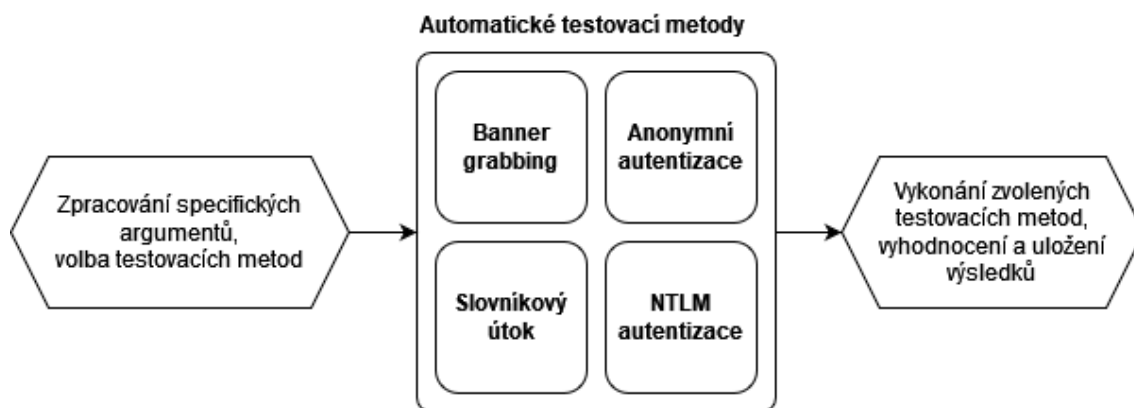 Automatické testovací metody
Zpracování specifických
argumentů,
volba testovacích metod
Banner
grabbing
Anonymní
autentizace
Slovníkový
útok
NTLM
autentizace
Vykonání zvolených
testovacích metod,
vyhodnocení a uložení
výsledků